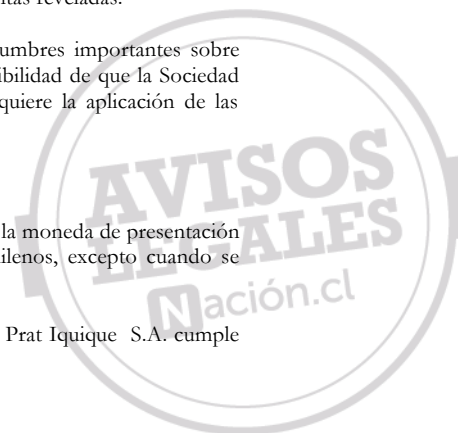 ntas reveladas.
umbres importantes sobre
ibilidad de que la Sociedad
quiere la aplicación de las
AVISOS
LEGALES
la moneda de presentación
ilenos, excepto cuando se
Nación.cl
Prat Iquique S.A. cumple